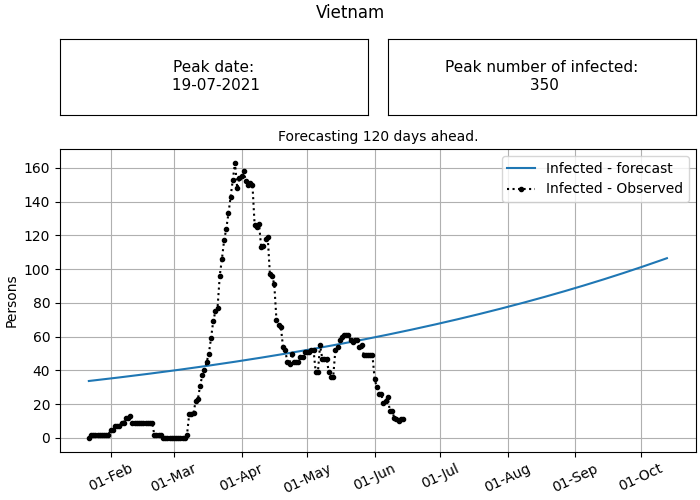 Vietnam
Peak date:
19-07-2021
Peak number of infected:
350
Forecasting 120 days ahead.
Infected - forecast
Infected - Observed
Persons
160
140
120
100
80
60
40
20
0
01-Feb
01-Mar
01-Apr
01-May
01-Jun
01-Jul
01-Aug
01-Sep
01-Oct